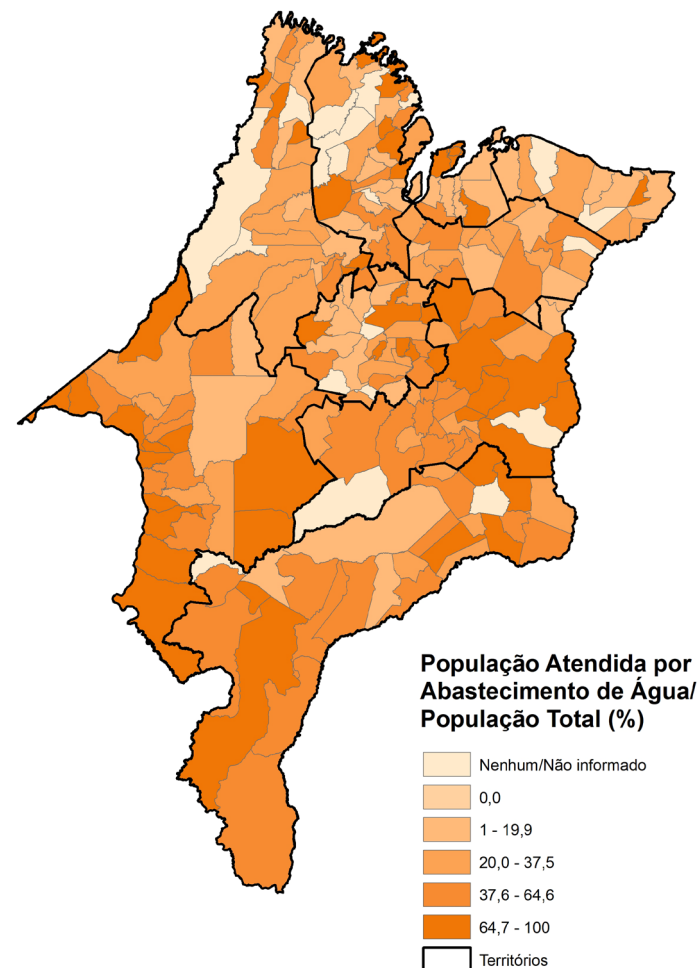 População Atendida por
Abastecimento de Água/
População Total (%)
Nenhum/Não informado
0,0
1 - 19,9
20,0 - 37,5
37,6 - 64,6
64,7 - 100
Territórios